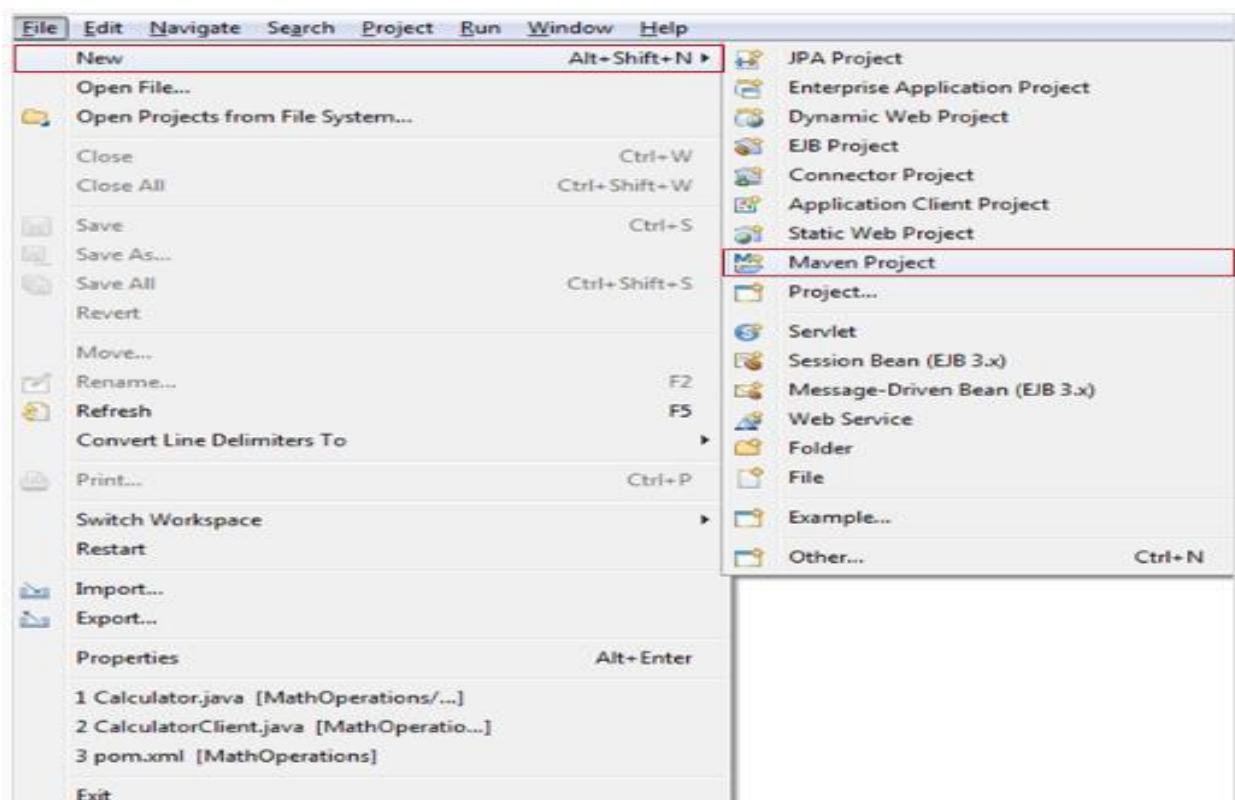 File Edit Navigate Search Project Run Window Help
New Alt+Shift+N
Open File...
Open Projects from File System...
Close Ctrl+W
Close All Ctrl+Shift+W
Save Ctrl+S
Save As...
Save All Ctrl+Shift+S
Revert
Move...
Rename... F2
Refresh F5
Convert Line Delimiters To
Print... Ctrl+P
Switch Workspace
Restart
Import...
Export...
Properties Alt+Enter
1 Calculator.java [MathOperations/...]
2 CalculatorClient.java [MathOperatio...]
3 pom.xml [MathOperations]
Exit
JPA Project
Enterprise Application Project
Dynamic Web Project
EJB Project
Connector Project
Application Client Project
Static Web Project
Maven Project
Project...
Servlet
Session Bean (EJB 3.x)
Message-Driven Bean (EJB 3.x)
Web Service
Folder
File
Example...
Other... Ctrl+N